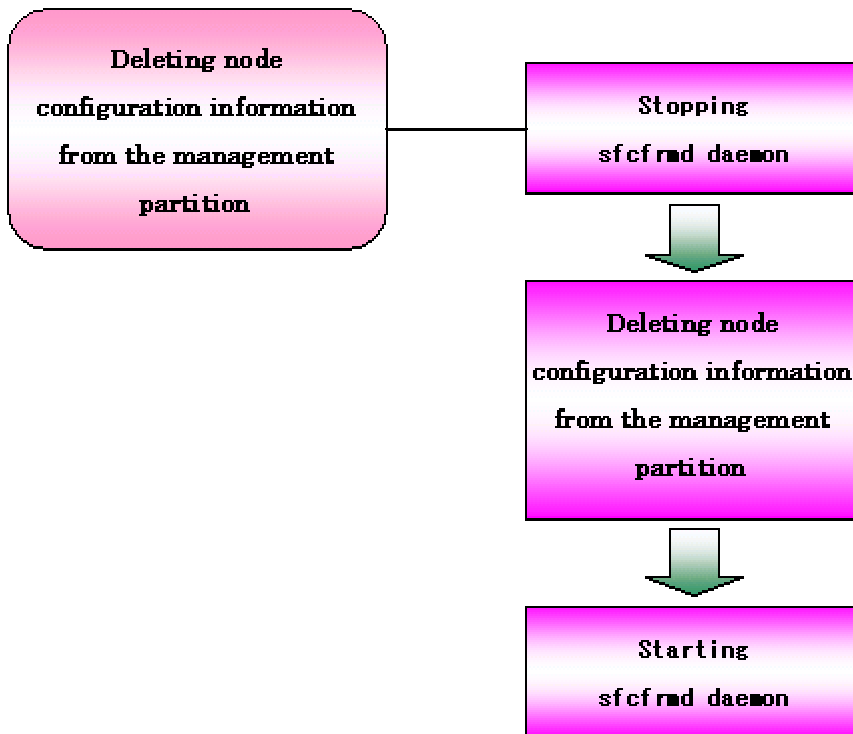 Deleting node
configuration information
from the management
partition
Stopping
sfcfrmd daemon
Deleting node
configuration information
from the management
partition
Starting
sfcfrmd daemon